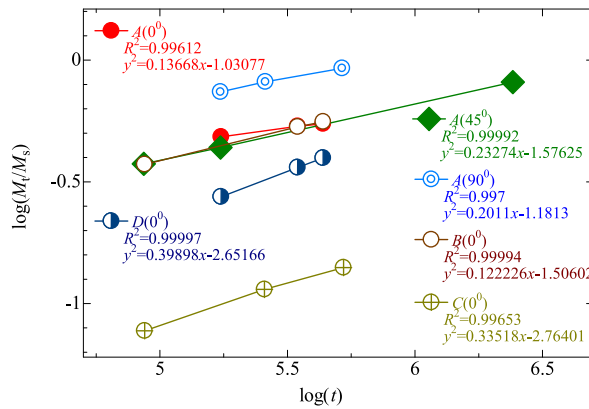 A(0⁰)
R²=0.99612
y²=0.13668x-1.03077
A(45⁰)
R²=0.99992
y²=0.23274x-1.57625
A(90⁰)
R²=0.997
y²=0.2011x-1.1813
D(0⁰)
R²=0.99997
y²=0.39898x-2.65166
B(0⁰)
R²=0.99994
y²=0.122226x-1.50602
C(0⁰)
R²=0.99653
y²=0.33518x-2.76401
0
-0.5
-1
log(Mt//Ms)
5
5.5
6
6.5
log(t)